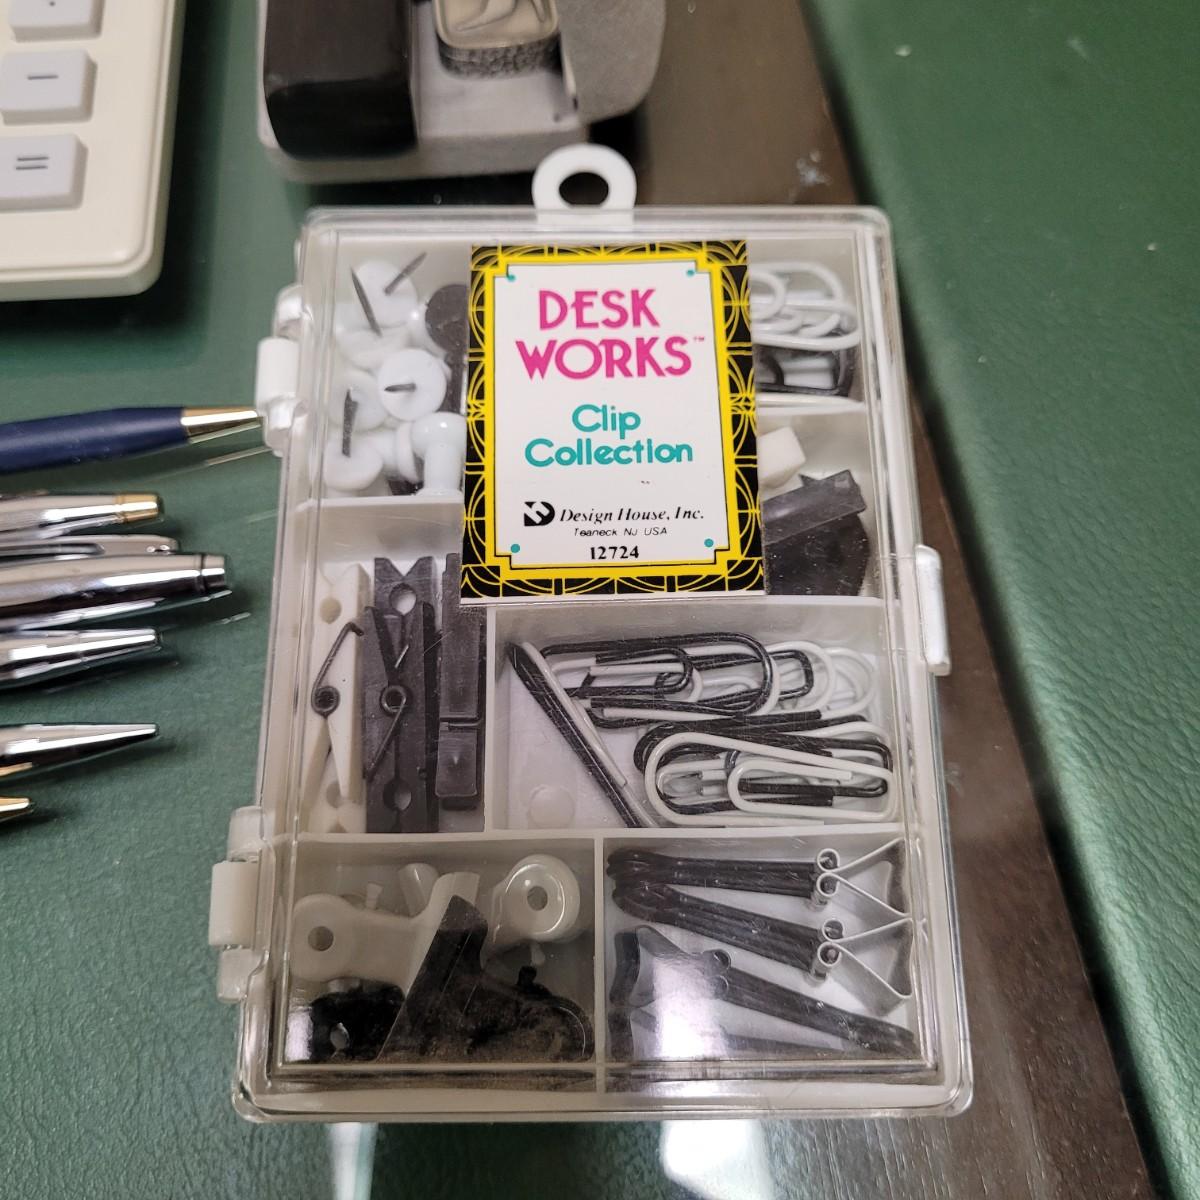 DESK
WORKS™
Clip
Collection
Design House, Inc.
Teaneck NJ USA
12724